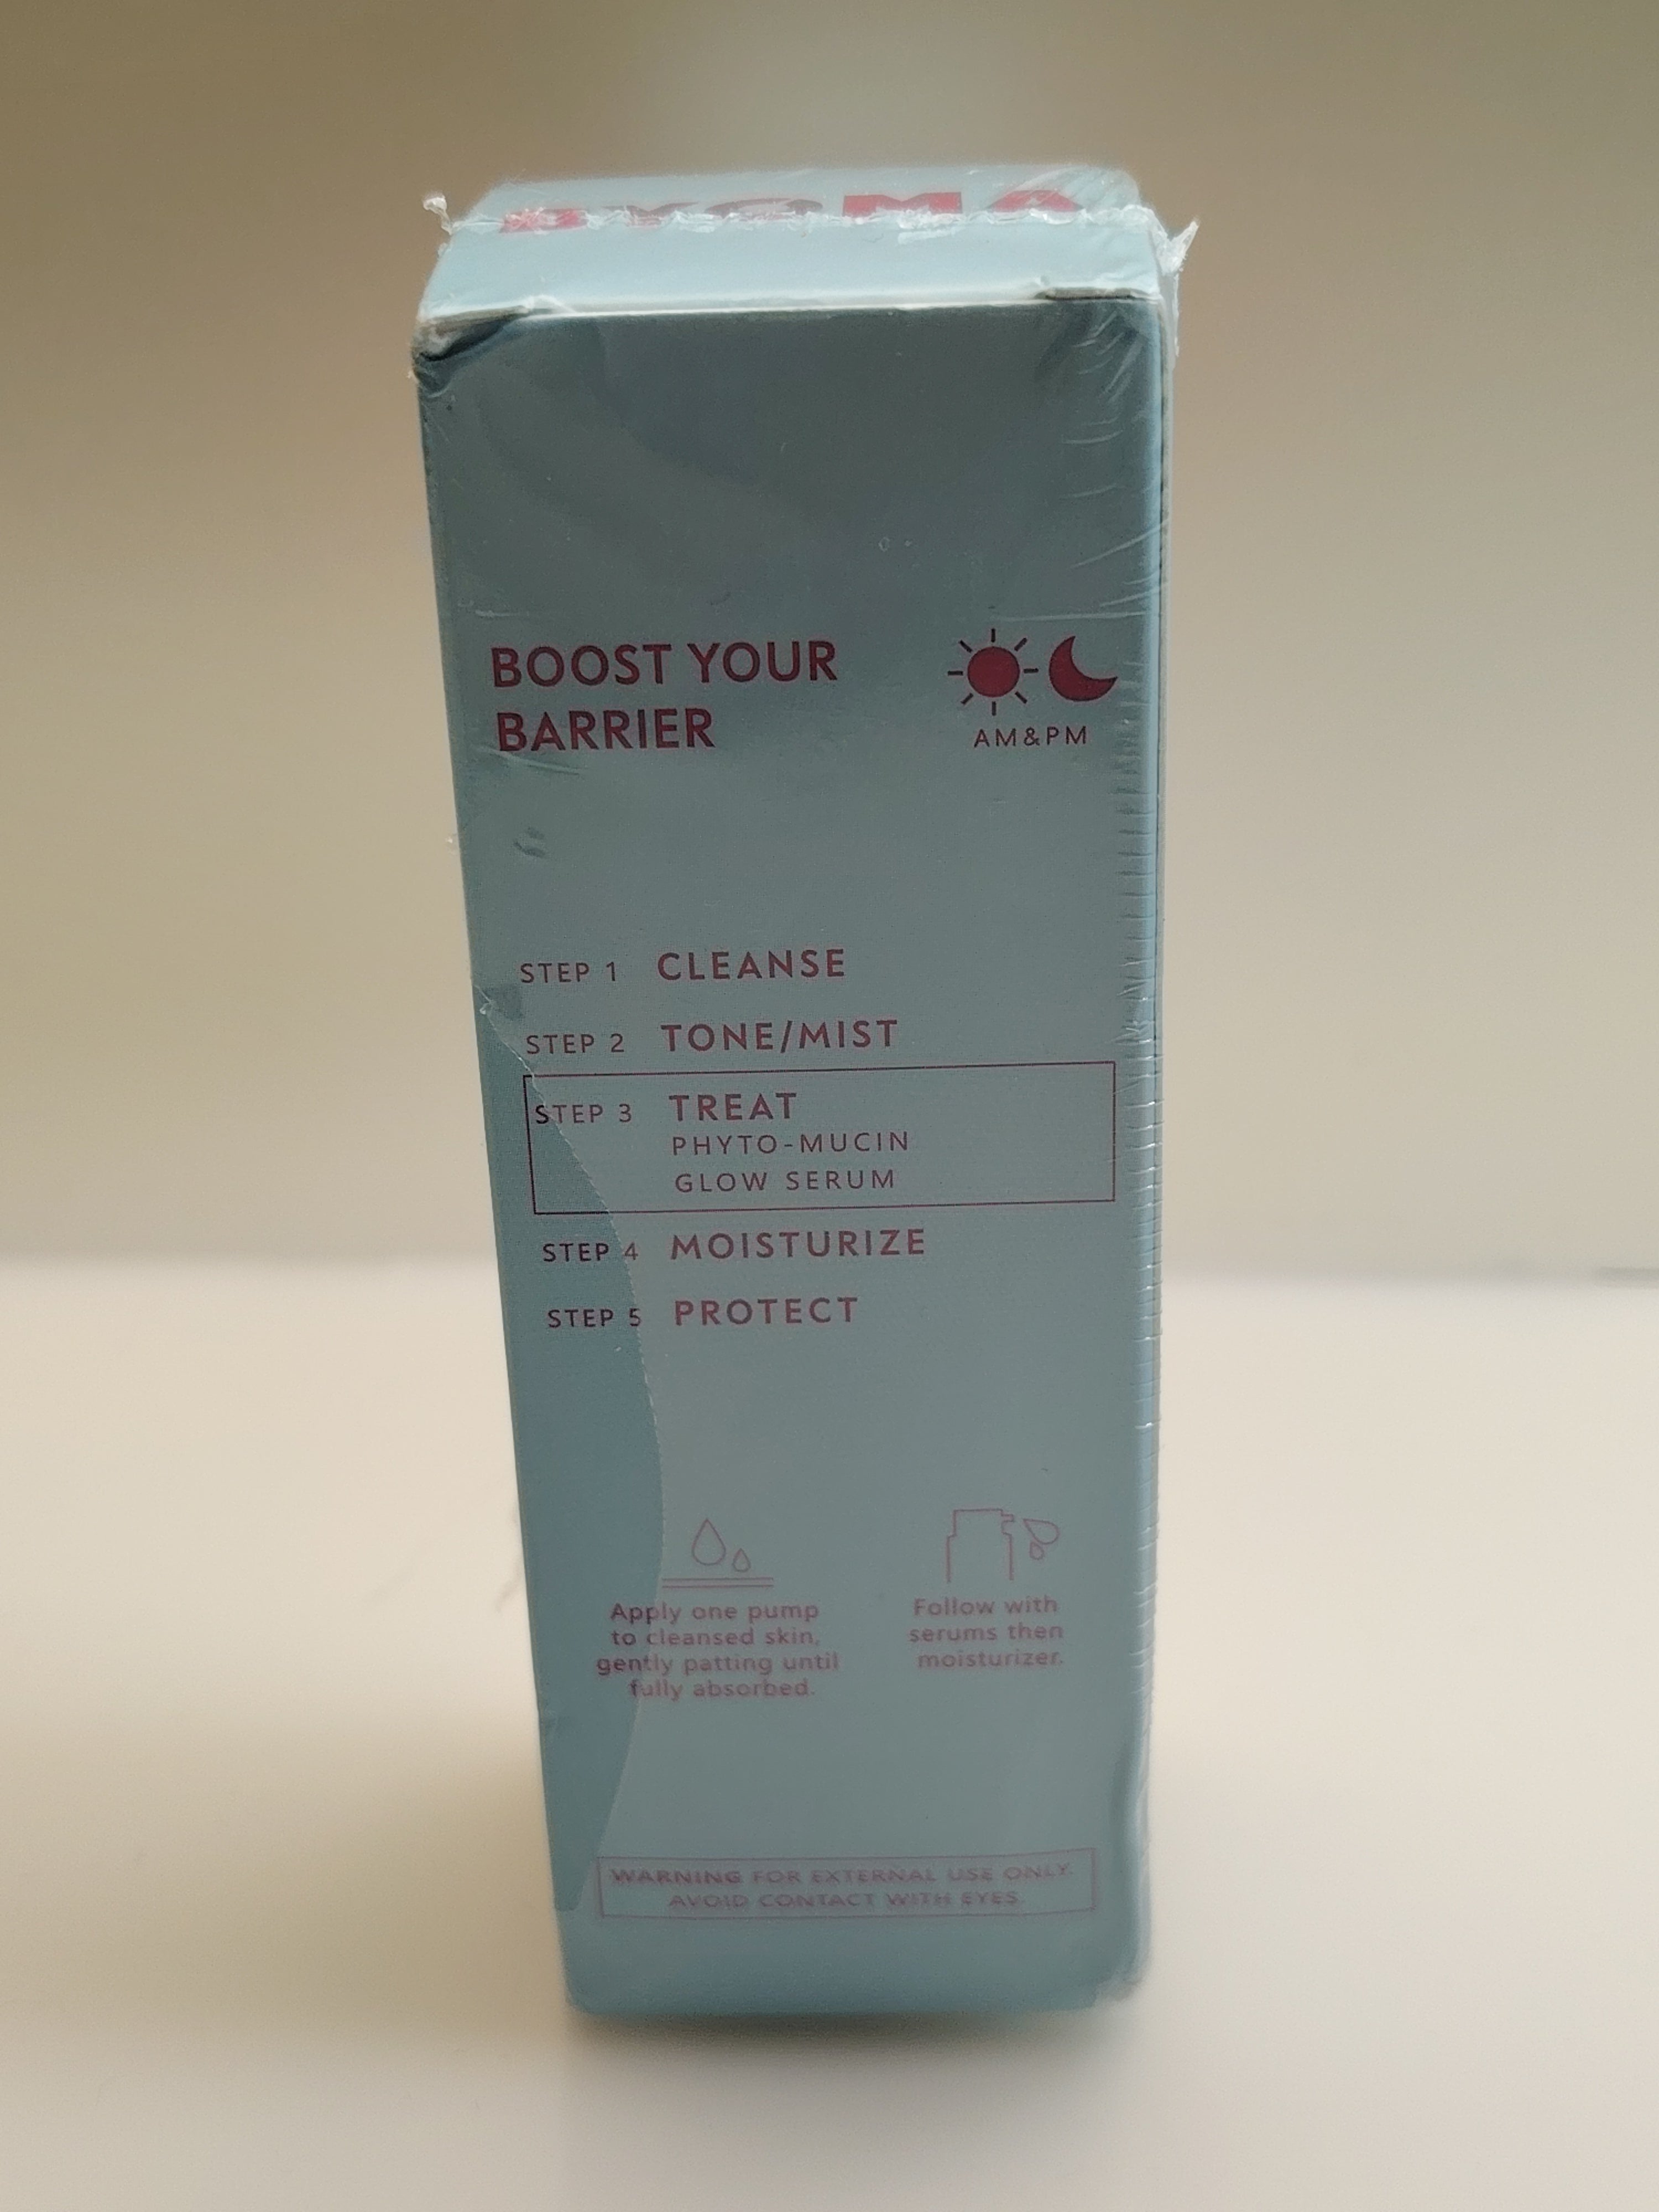 BYOMA
BOOST YOUR
BARRIER
AM&PM
STEP 1 CLEANSE
STEP 2 TONE/MIST
STEP 3 TREAT
PHYTO-MUCIN
GLOW SERUM
STEP 4 MOISTURIZE
STEP 5 PROTECT
Apply one pump
to cleansed skin,
gently patting until
fully absorbed.
Follow with
serums then
moisturizer.
WARNING FOR EXTERNAL USE ONLY.
AVOID CONTACT WITH EYES.